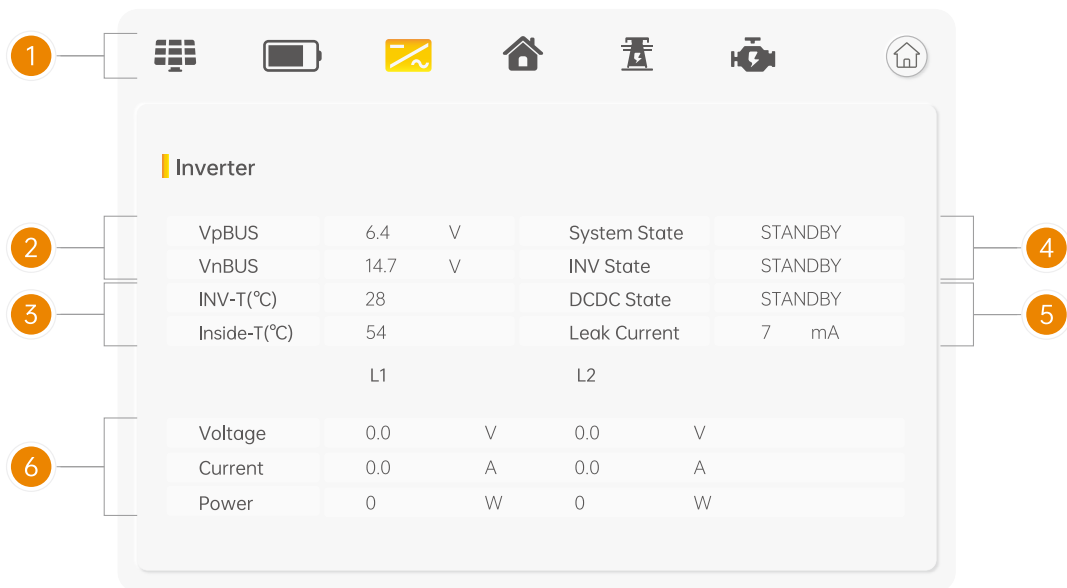 1
Inverter
2
VpBUS 6.4 V System State STANDBY
4
VnBUS 14.7 V INV State STANDBY
3
INV-T(°C) 28 DCDC State STANDBY
5
Inside-T(°C) 54 Leak Current 7 mA
L1 L2
Voltage 0.0 V 0.0 V
6
Current 0.0 A 0.0 A
Power 0 W 0 W